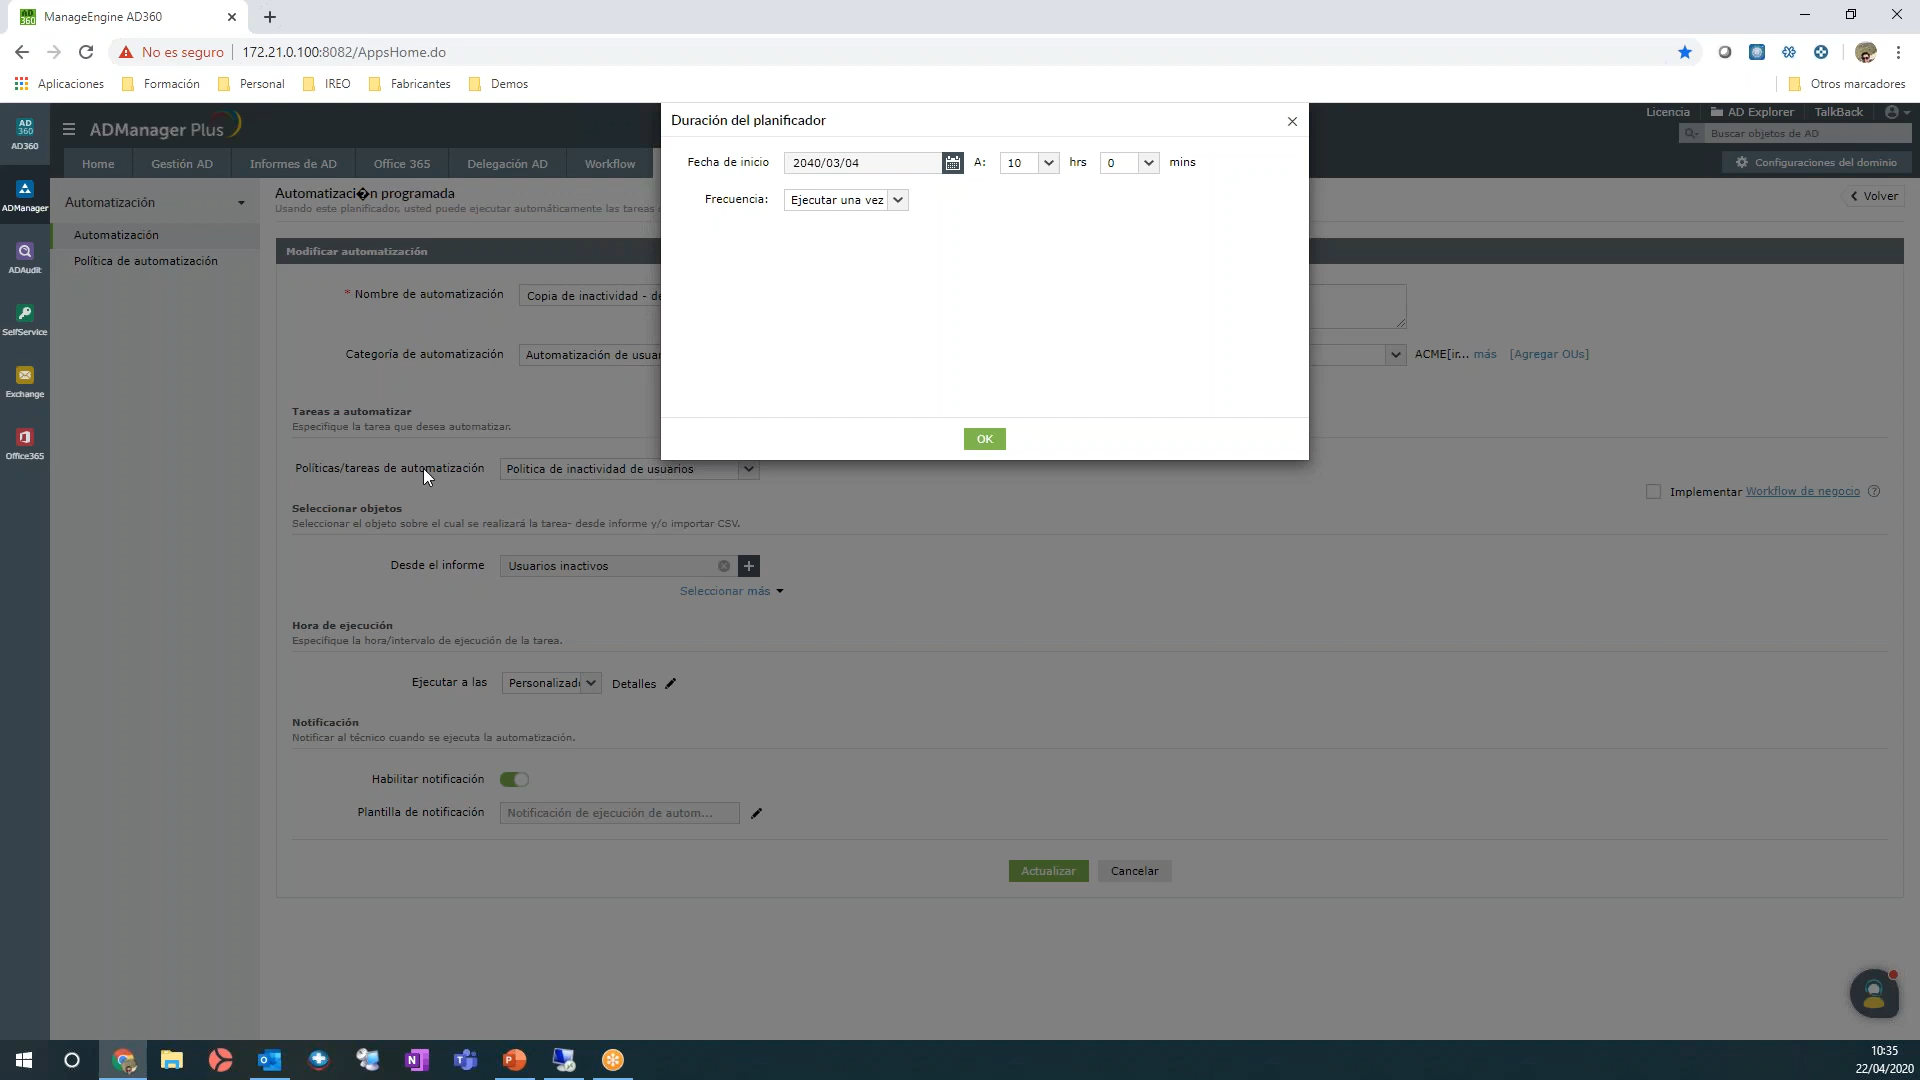 ManageEngine AD360
No es seguro
172.21.0.100:8082/AppsHome.do
Aplicaciones
Formación
Personal
IREO
Fabricantes
Demos
Otros marcadores
AD
360
AD360
ADManager Plus
Licencia
AD Explorer
TalkBack
Buscar objetos de AD
Home
Gestión AD
Informes de AD
Office 365
Delegación AD
Workflow
Configuraciones del dominio
Duración del planificador
Fecha de inicio
2040/03/04
A:
10
hrs
0
mins
Frecuencia:
Ejecutar una vez
OK
ADManager
ADAudit
SelfService
Exchange
Office365
Automatización
Automatización
Política de automatización
Automatizaci�n programada
Usando este planificador, usted puede ejecutar automáticamente las tareas
Volver
Modificar automatización
* Nombre de automatización
Copia de inactividad - de
Categoría de automatización
Automatización de usua
ACME[ir... más
[Agregar OUs]
Tareas a automatizar
Especifique la tarea que desea automatizar.
Políticas/tareas de automatización
Politica de inactividad de usuarios
Implementar Workflow de negocio
Seleccionar objetos
Seleccionar el objeto sobre el cual se realizará la tarea- desde informe y/o importar CSV.
Desde el informe
Usuarios inactivos
Seleccionar más
Hora de ejecución
Especifique la hora/intervalo de ejecución de la tarea.
Ejecutar a las
Personalizad
Detalles
Notificación
Notificar al técnico cuando se ejecuta la automatización.
Habilitar notificación
Plantilla de notificación
Notificación de ejecución de autom...
Actualizar
Cancelar
10:35
22/04/2020